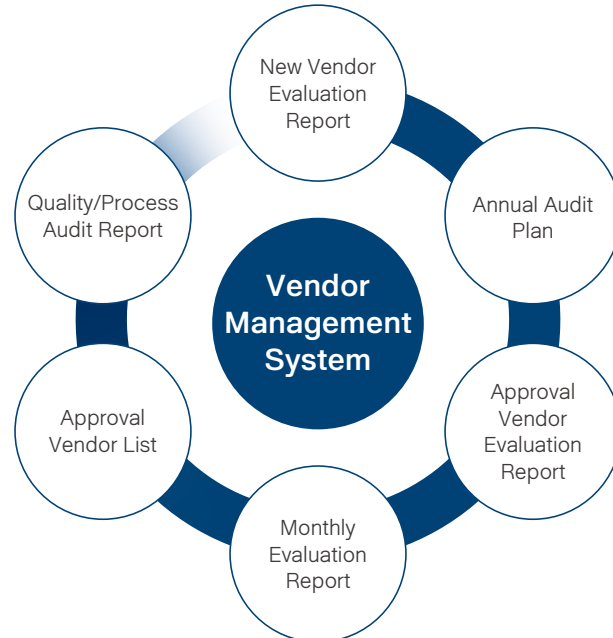 New Vendor
Evaluation
Report
Quality/Process
Audit Report
Annual Audit
Plan
Vendor
Management
System
Approval
Vendor List
Approval
Vendor
Evaluation
Report
Monthly
Evaluation
Report